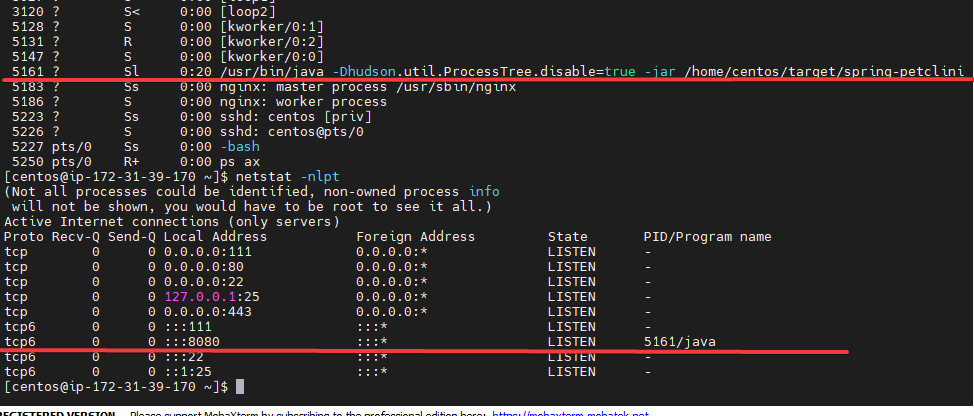 3120 ? S< 0:00 [loop2]
5128 ? S 0:00 [kworker/0:1]
5131 ? R 0:00 [kworker/0:2]
5147 ? S 0:00 [kworker/0:0]
5161 ? Sl 0:20 /usr/bin/java -Dhudson.util.ProcessTree.disable=true -jar /home/centos/target/spring-petclini
5183 ? Ss 0:00 nginx: master process /usr/sbin/nginx
5186 ? S 0:00 nginx: worker process
5223 ? Ss 0:00 sshd: centos [priv]
5226 ? S 0:00 sshd: centos@pts/0
5227 pts/0 Ss 0:00 -bash
5250 pts/0 R+ 0:00 ps ax
[centos@ip-172-31-39-170 ~]$ netstat -nlpt
(Not all processes could be identified, non-owned process info
will not be shown, you would have to be root to see it all.)
Active Internet connections (only servers)
Proto Recv-Q Send-Q Local Address Foreign Address State PID/Program name
tcp 0 0 0.0.0.0:111 0.0.0.0:* LISTEN -
tcp 0 0 0.0.0.0:80 0.0.0.0:* LISTEN -
tcp 0 0 0.0.0.0:22 0.0.0.0:* LISTEN -
tcp 0 0 127.0.0.1:25 0.0.0.0:* LISTEN -
tcp 0 0 0.0.0.0:443 0.0.0.0:* LISTEN -
tcp6 0 0 :::111 :::* LISTEN -
tcp6 0 0 :::8080 :::* LISTEN 5161/java
tcp6 0 0 :::22 :::* LISTEN -
tcp6 0 0 ::1:25 :::* LISTEN -
[centos@ip-172-31-39-170 ~]$
REGISTERED VERSION - Please support MobaXterm by subscribing to the professional edition here: https://mobaxterm.mobatek.net